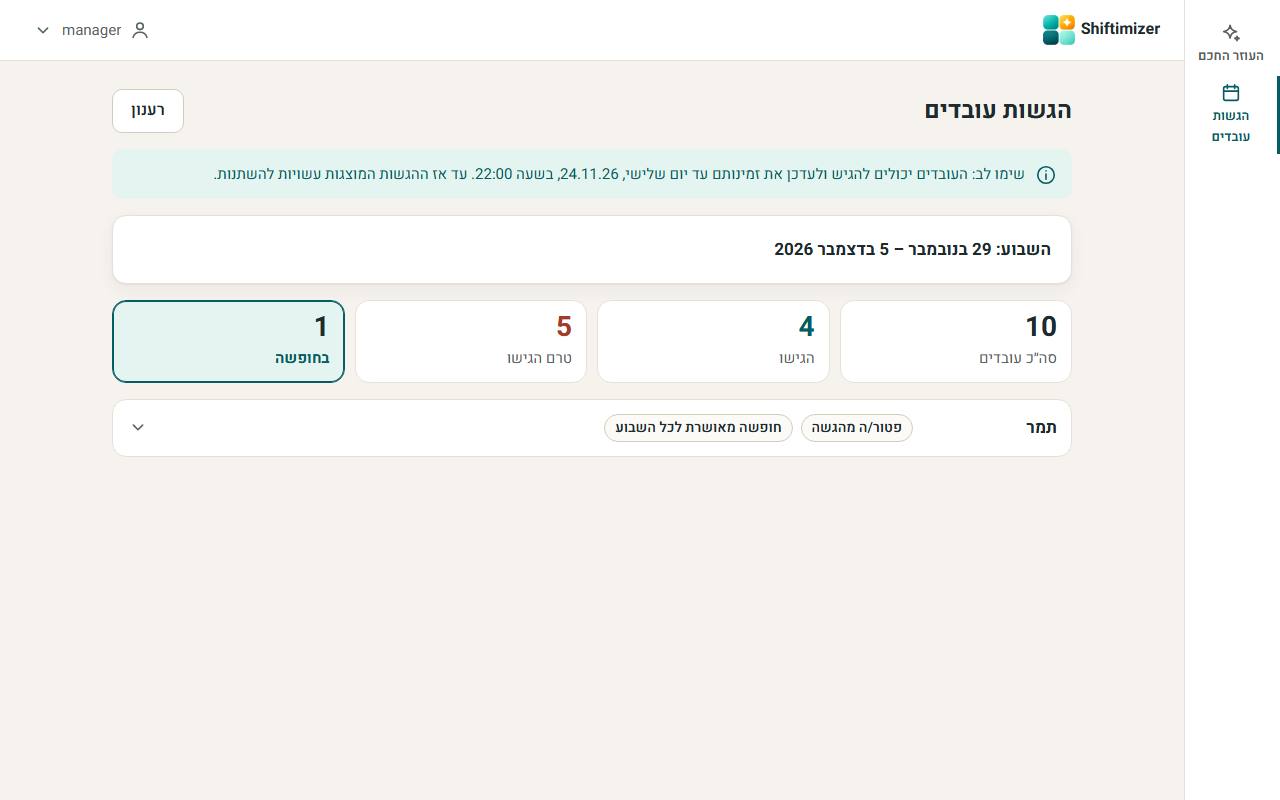 Shiftimizer
manager
העוזר החכם
הגשות
עובדים
הגשות עובדים
רענון
שימו לב: העובדים יכולים להגיש ולעדכן את זמינותם עד יום שלישי, 24.11.26, בשעה 22:00. עד אז ההגשות המוצגות עשויות להשתנות.
השבוע: 29 בנובמבר – 5 בדצמבר 2026
10
סה״כ עובדים
4
הגישו
5
טרם הגישו
1
בחופשה
תמר
פטור/ה מהגשה
חופשה מאושרת לכל השבוע